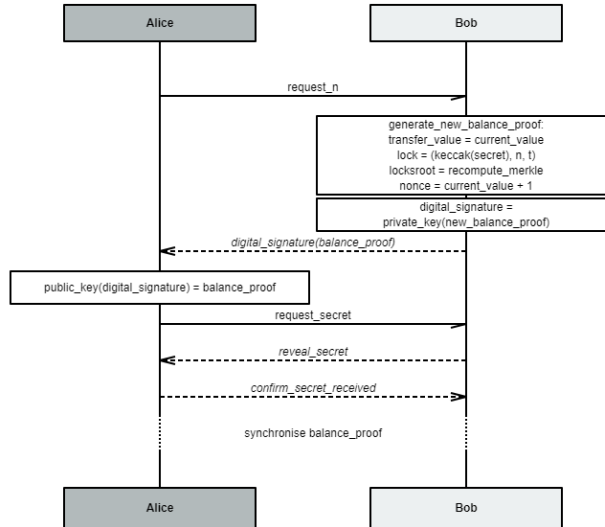 Alice
Bob
request_n
generate_new_balance_proof:
transfer_value = current_value
lock = (keccak(secret), n, t)
locksroot = recompute_merkle
nonce = current_value + 1
digital_signature =
private_key(new_balance_proof)
digital_signature(balance_proof)
public_key(digital_signature) = balance_proof
request_secret
reveal_secret
confirm_secret_received
synchronise balance_proof
Alice
Bob